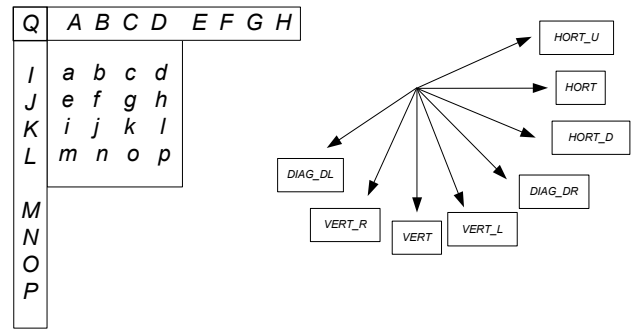 Q A B C D E F G H
I a b c d
J e f g h
K i j k l
L m n o p
M
N
O
P
HORT_U
HORT
HORT_D
DIAG_DR
DIAG_DL
VERT_R
VERT
VERT_L